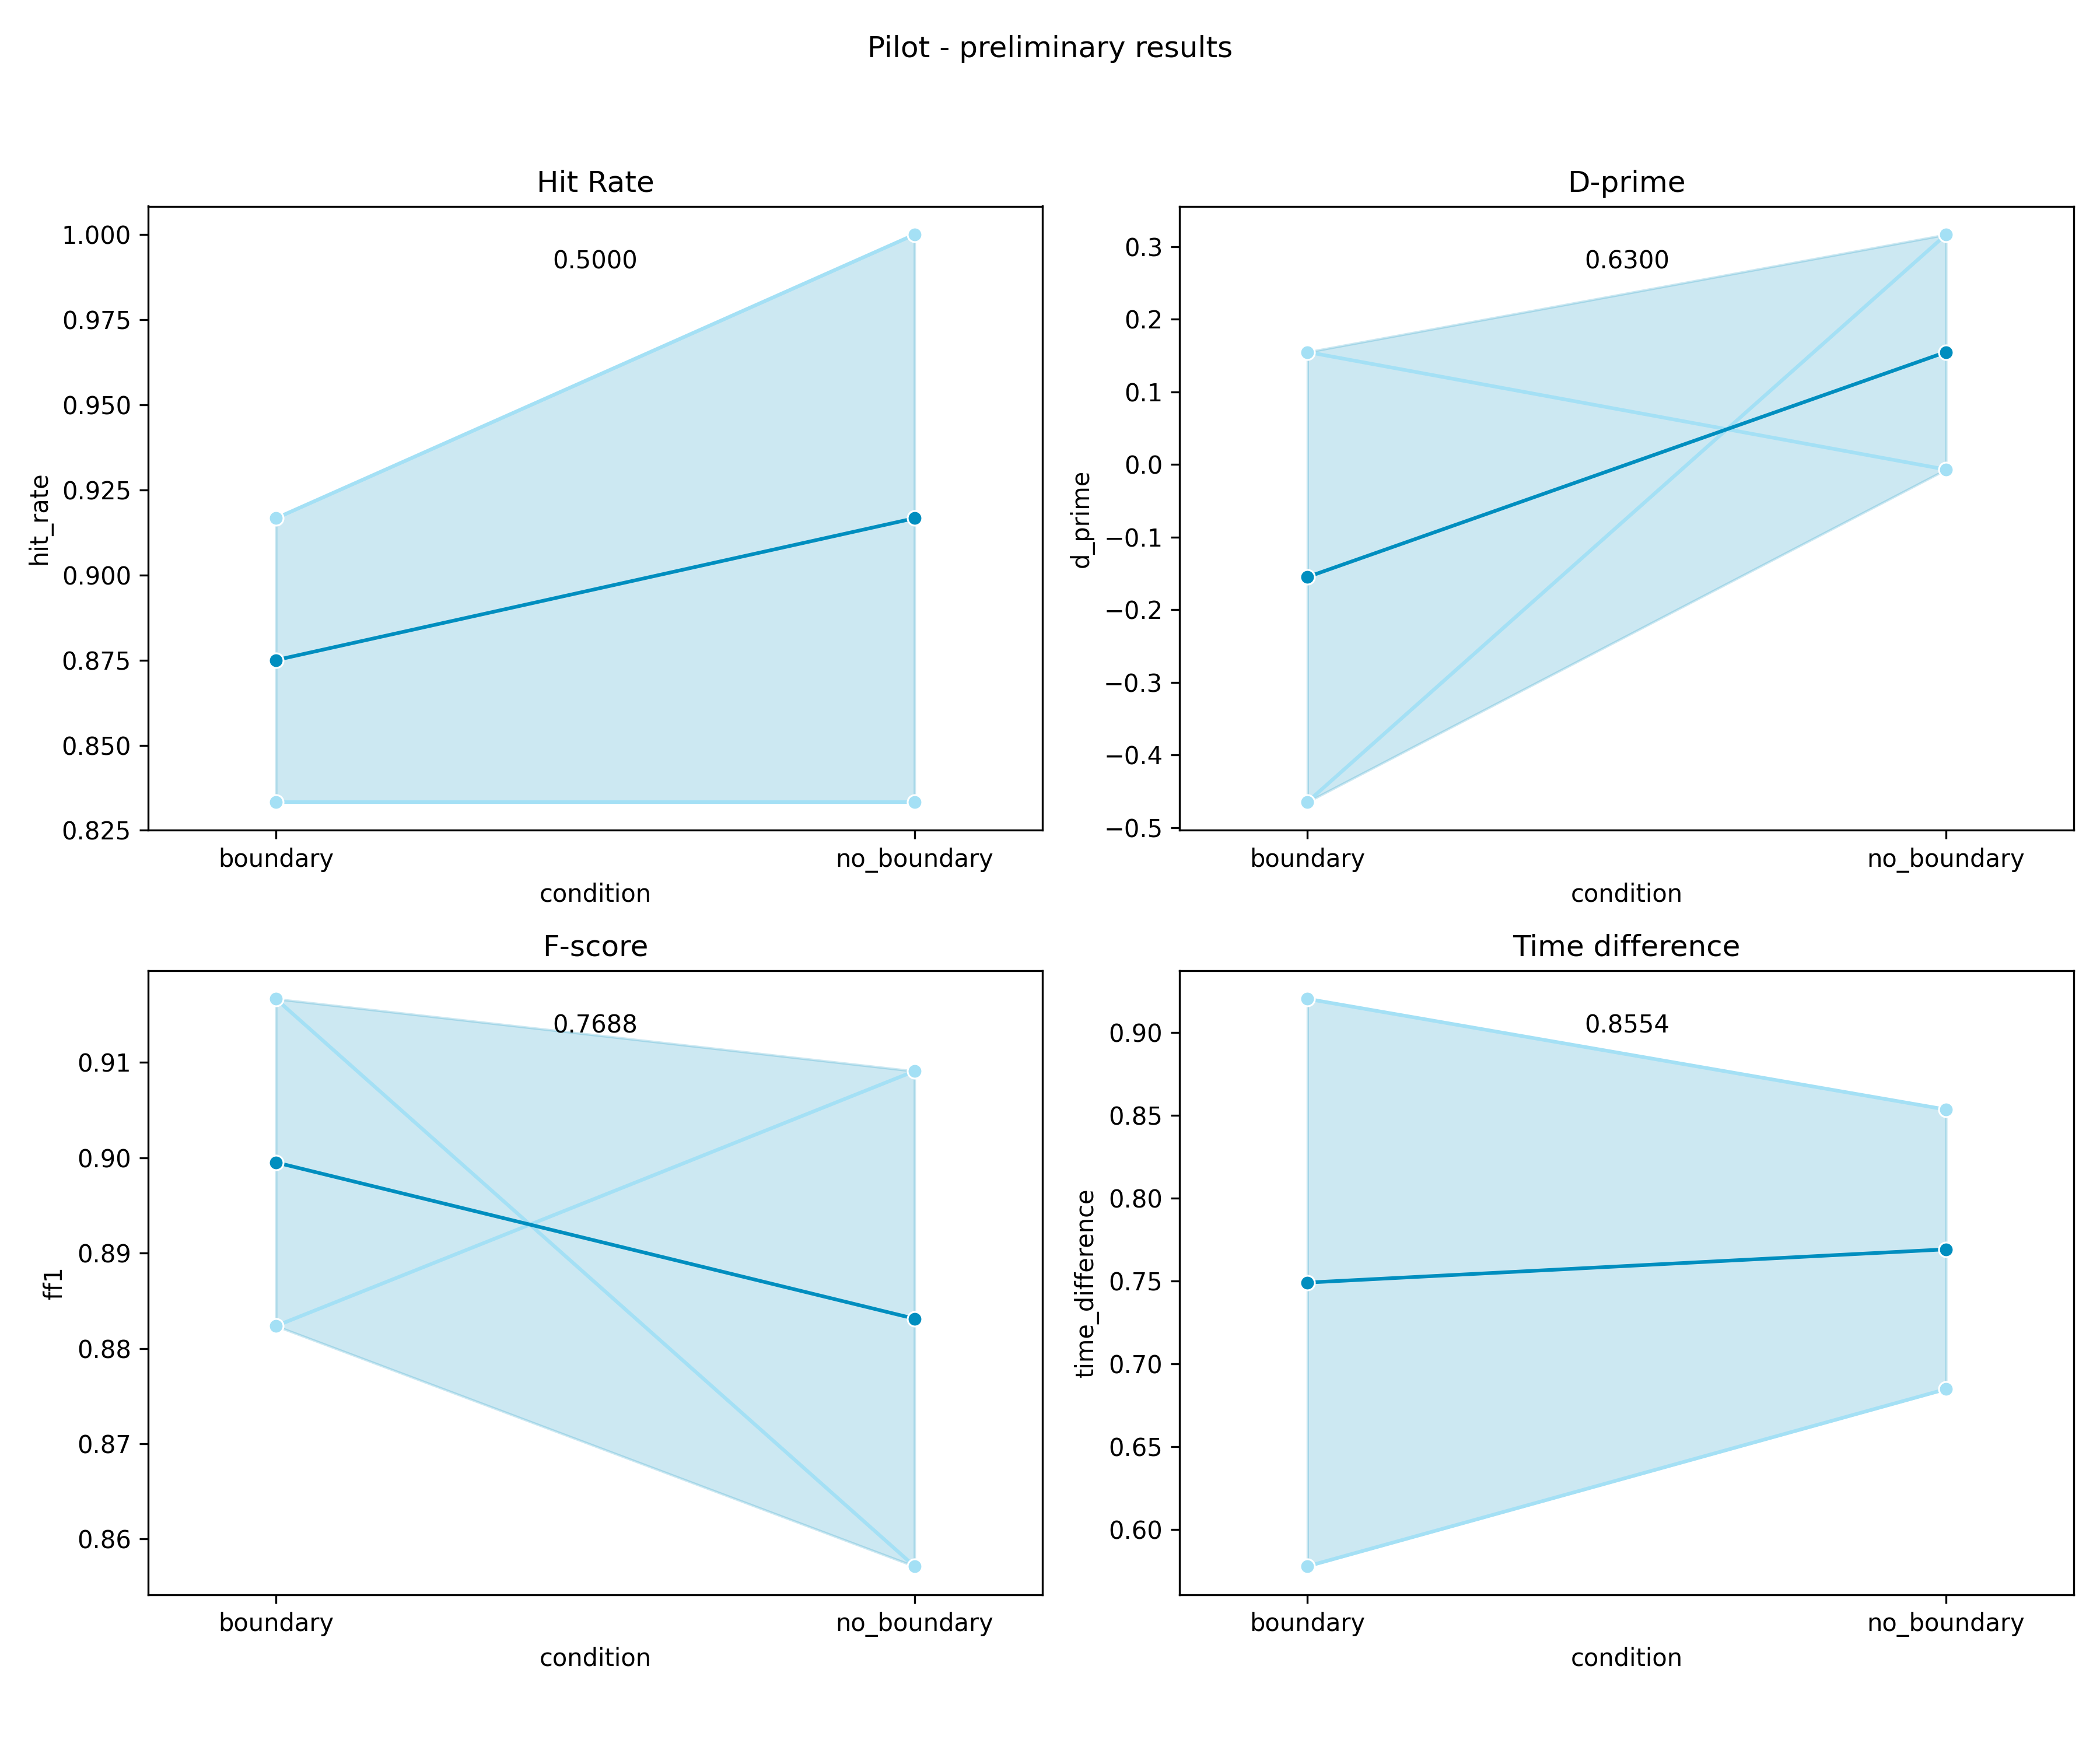 Pilot - preliminary results
Hit Rate
1.000
0.975
0.950
0.925
0.900
0.875
0.850
0.825
hit_rate
0.5000
boundary
no_boundary
condition
D-prime
0.3
0.2
0.1
0.0
−0.1
−0.2
−0.3
−0.4
−0.5
d_prime
0.6300
boundary
no_boundary
condition
F-score
0.91
0.90
0.89
0.88
0.87
0.86
ff1
0.7688
boundary
no_boundary
condition
Time difference
0.90
0.85
0.80
0.75
0.70
0.65
0.60
time_difference
0.8554
boundary
no_boundary
condition